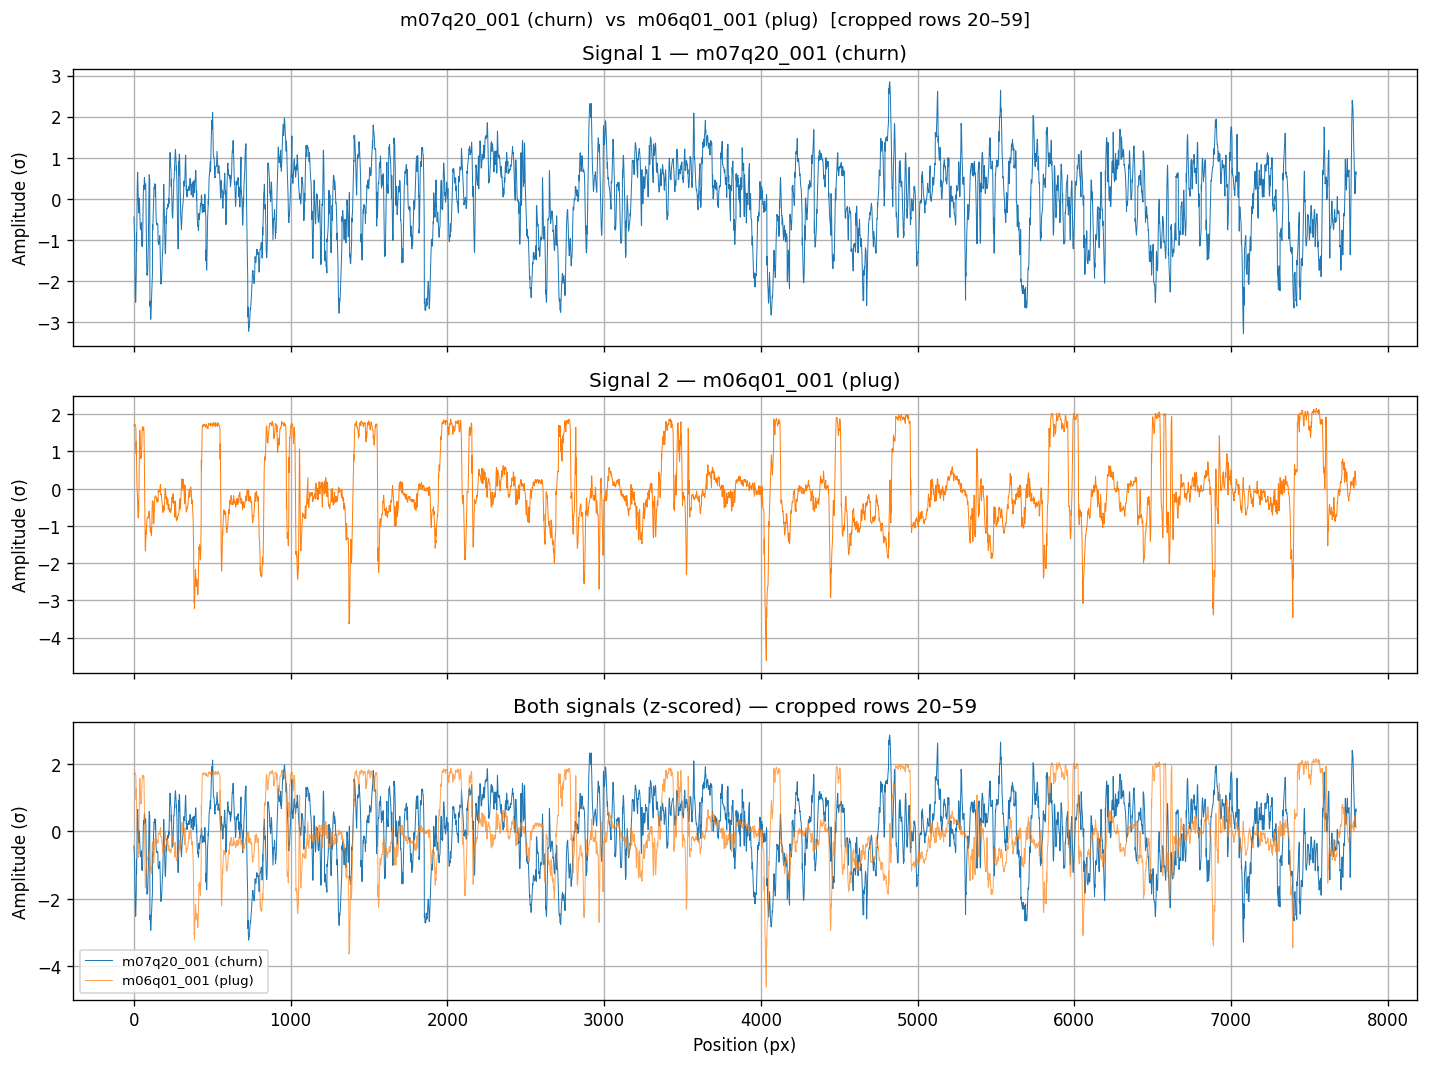 m07q20_001 (churn)  vs  m06q01_001 (plug)  [cropped rows 20–59]
Signal 1 — m07q20_001 (churn)
3
2
1
0
−1
−2
−3
Amplitude (σ)
Signal 2 — m06q01_001 (plug)
2
1
0
−1
−2
−3
−4
Amplitude (σ)
Both signals (z-scored) — cropped rows 20–59
2
0
−2
−4
Amplitude (σ)
m07q20_001 (churn)
m06q01_001 (plug)
0 1000 2000 3000 4000 5000 6000 7000 8000
Position (px)